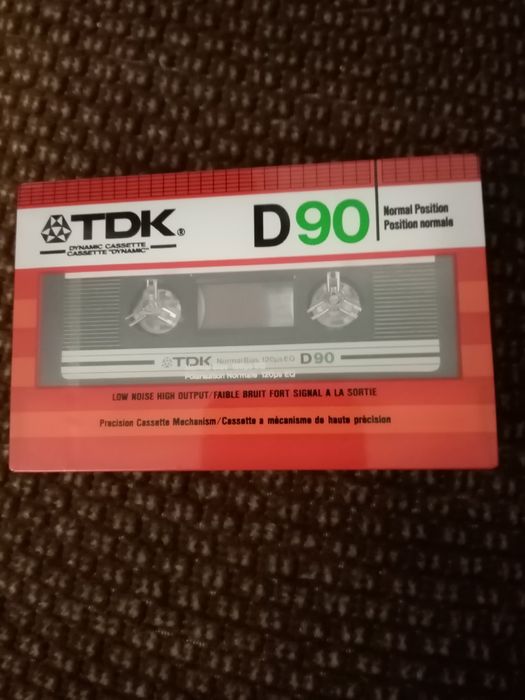 TDK®
DYNAMIC CASSETTE
CASSETTE "DYNAMIC"
D90
Normal Position
Position normale
TDK Normal Bias 120μs EQ D90
Polarisation Normale 120μs EQ
LOW NOISE HIGH OUTPUT/FAIBLE BRUIT FORT SIGNAL A LA SORTIE
Precision Cassette Mechanism/Cassette a mécanisme de haute précision